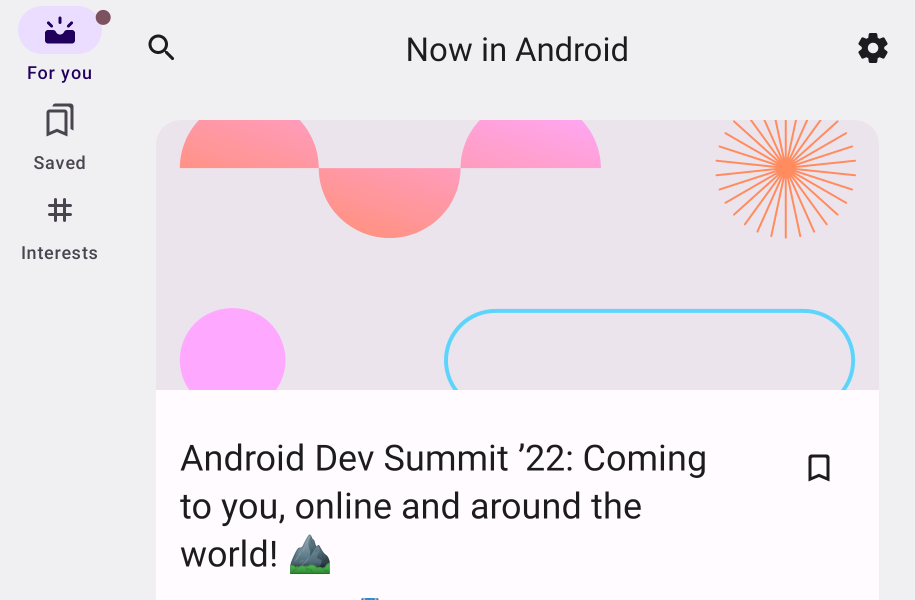 Now in Android
For you
Saved
Interests
Android Dev Summit ’22: Coming
to you, online and around the
world! ⛰️